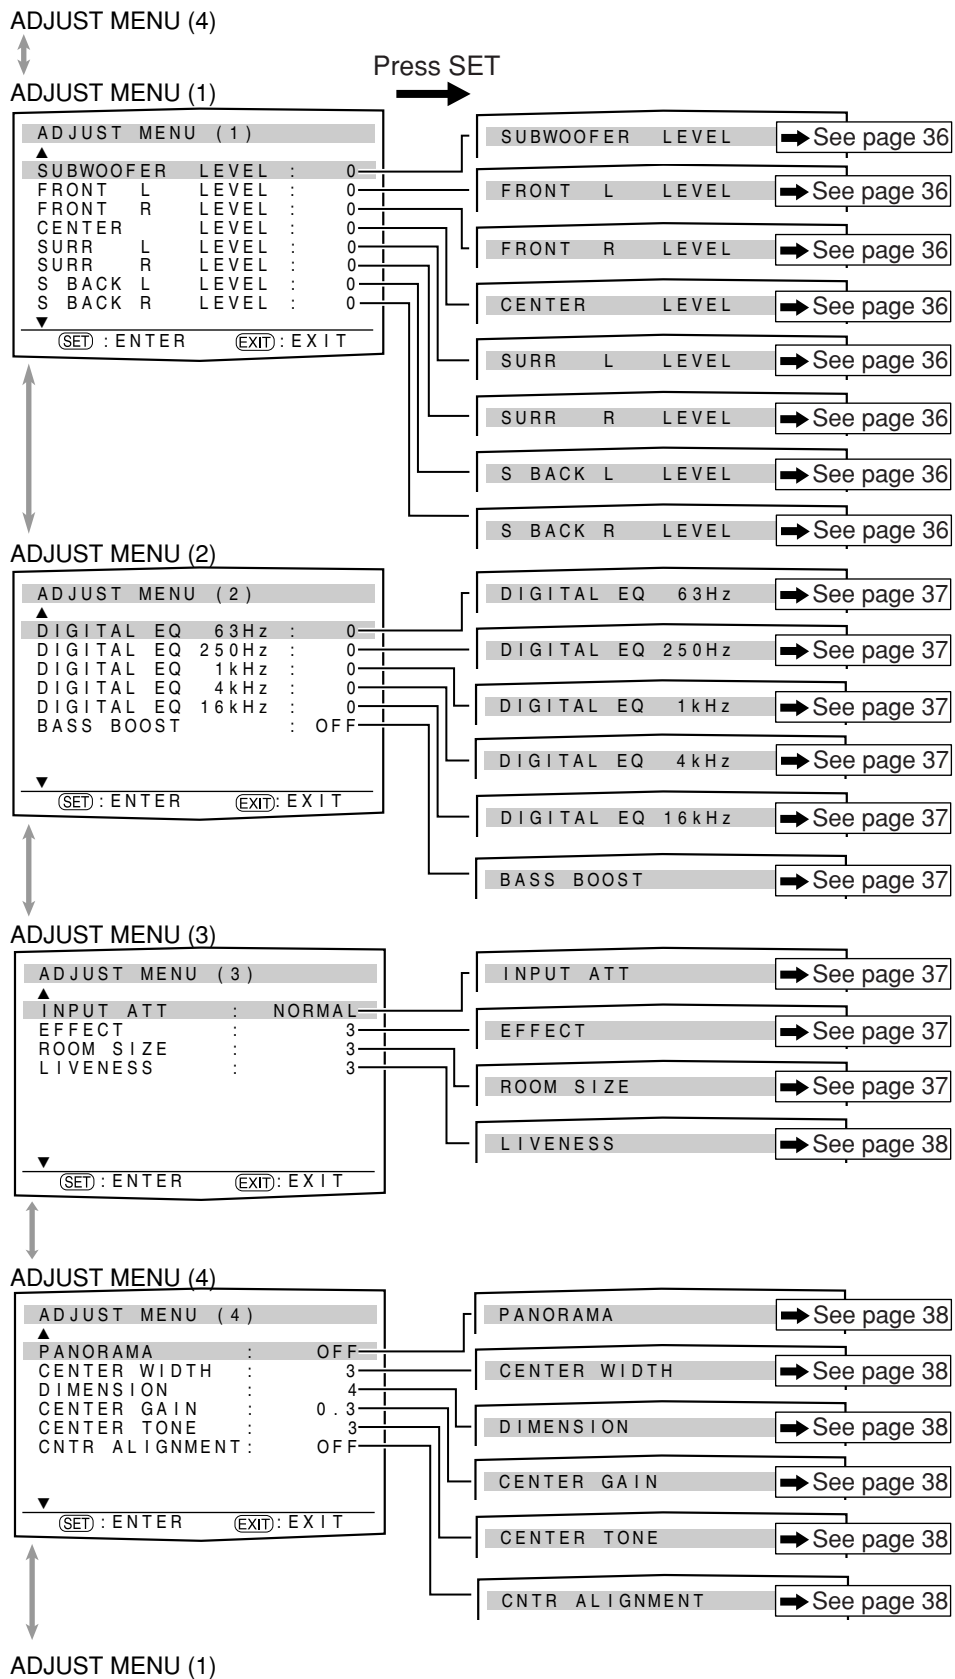 ADJUST MENU (4)
Press SET
ADJUST MENU (1)
ADJUST MENU (1)
SUBWOOFER LEVEL : 0
FRONT L LEVEL : 0
FRONT R LEVEL : 0
CENTER LEVEL : 0
SURR L LEVEL : 0
SURR R LEVEL : 0
S BACK L LEVEL : 0
S BACK R LEVEL : 0
SET : ENTER EXIT : EXIT
SUBWOOFER LEVEL See page 36
FRONT L LEVEL See page 36
FRONT R LEVEL See page 36
CENTER LEVEL See page 36
SURR L LEVEL See page 36
SURR R LEVEL See page 36
S BACK L LEVEL See page 36
S BACK R LEVEL See page 36
ADJUST MENU (2)
ADJUST MENU (2)
DIGITAL EQ 63Hz : 0
DIGITAL EQ 250Hz : 0
DIGITAL EQ 1kHz : 0
DIGITAL EQ 4kHz : 0
DIGITAL EQ 16kHz : 0
BASS BOOST : OFF
SET : ENTER EXIT : EXIT
DIGITAL EQ 63Hz See page 37
DIGITAL EQ 250Hz See page 37
DIGITAL EQ 1kHz See page 37
DIGITAL EQ 4kHz See page 37
DIGITAL EQ 16kHz See page 37
BASS BOOST See page 37
ADJUST MENU (3)
ADJUST MENU (3)
INPUT ATT : NORMAL
EFFECT : 3
ROOM SIZE : 3
LIVENESS : 3
SET : ENTER EXIT : EXIT
INPUT ATT See page 37
EFFECT See page 37
ROOM SIZE See page 37
LIVENESS See page 38
ADJUST MENU (4)
ADJUST MENU (4)
PANORAMA : OFF
CENTER WIDTH : 3
DIMENSION : 4
CENTER GAIN : 0.3
CENTER TONE : 3
CNTR ALIGNMENT : OFF
SET : ENTER EXIT : EXIT
PANORAMA See page 38
CENTER WIDTH See page 38
DIMENSION See page 38
CENTER GAIN See page 38
CENTER TONE See page 38
CNTR ALIGNMENT See page 38
ADJUST MENU (1)